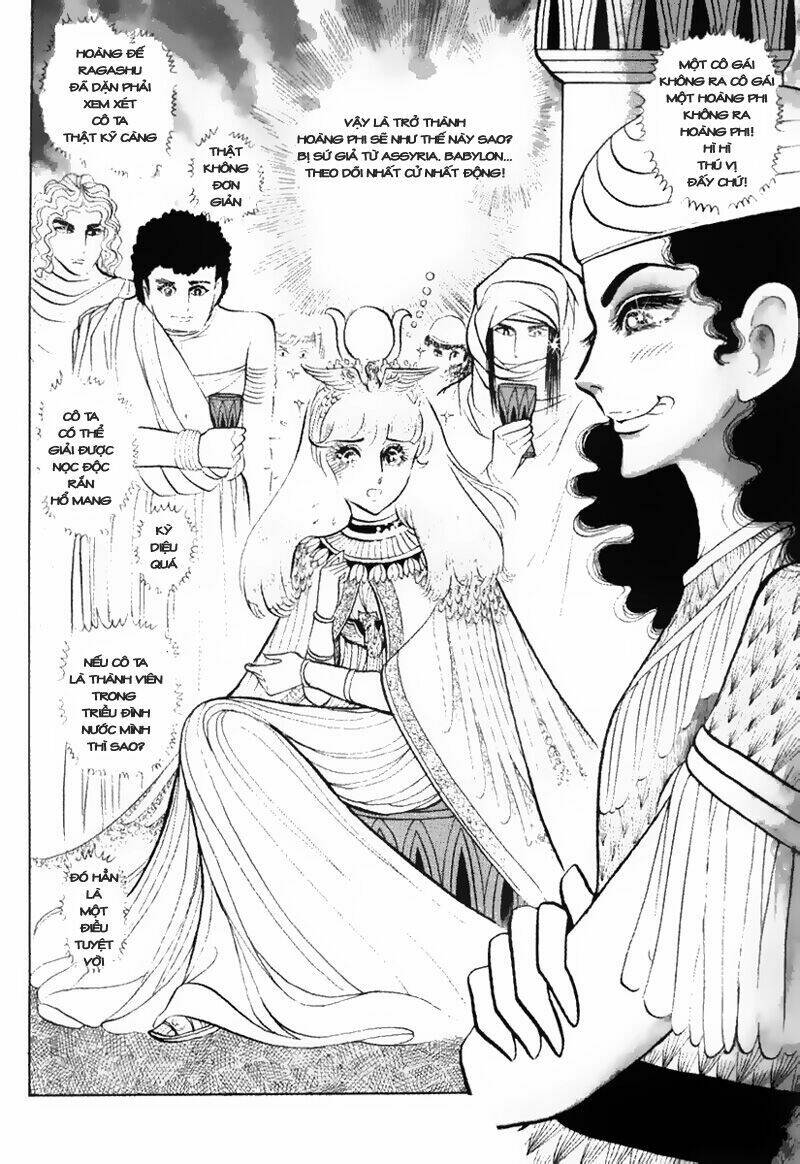 HOÀNG ĐẾ
RAGASHU
ĐÃ DẶN PHẢI
XEM XÉT
CÔ TA
THẬT KỸ CÀNG
THẬT
KHÔNG
ĐƠN
GIẢN
VẬY LÀ TRỞ THÀNH
HOÀNG PHI SẼ NHƯ THẾ NÀY SAO?
BỊ SỨ GIẢ TỪ ASSYRIA, BABYLON...
THEO DÕI NHẤT CỬ NHẤT ĐỘNG!
MỘT CÔ GÁI
KHÔNG RA CÔ GÁI
MỘT HOÀNG PHI
KHÔNG RA
HOÀNG PHI!
HÌ HÌ
THÚ VỊ
ĐẤY CHỨ!
CÔ TA
CÓ THỂ
GIẢI ĐƯỢC
NỌC ĐỘC
RẮN
HỔ MANG
KỲ
DIỆU
QUÁ
NẾU CÔ TA
LÀ THÀNH VIÊN
TRONG
TRIỀU ĐÌNH
NƯỚC MÌNH
THÌ SAO?
ĐÓ HẲN
LÀ
MỘT
ĐIỀU
TUYỆT
VỜI